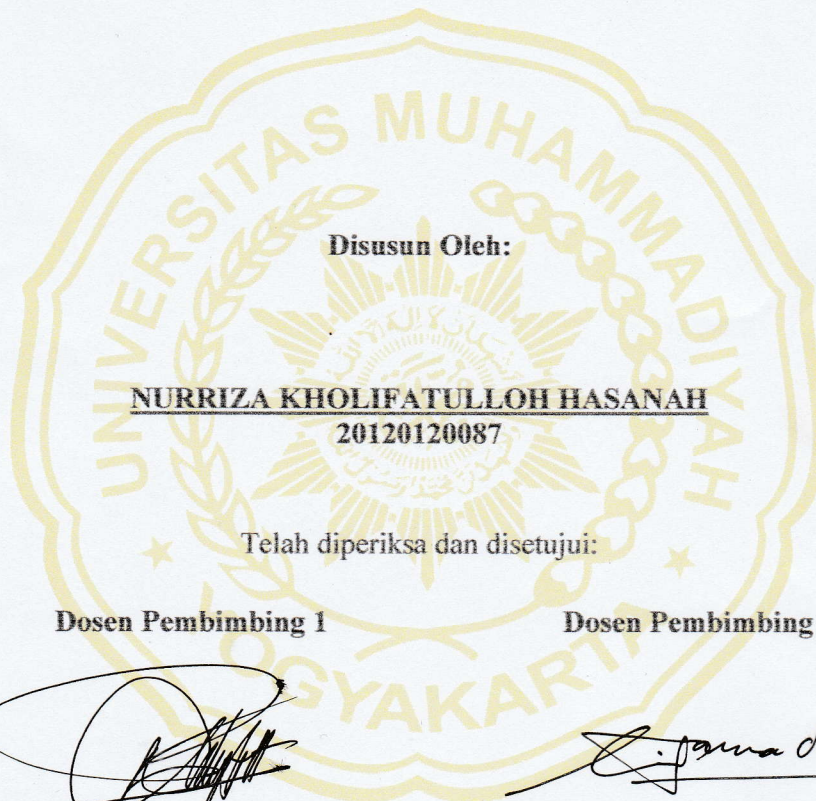 UNIVERSITAS MUHAMMADIYAH
YOGYAKARTA
Disusun Oleh:
NURRIZA KHOLIFATULLOH HASANAH
20120120087
Telah diperiksa dan disetujui:
Dosen Pembimbing 1 Dosen Pembimbing